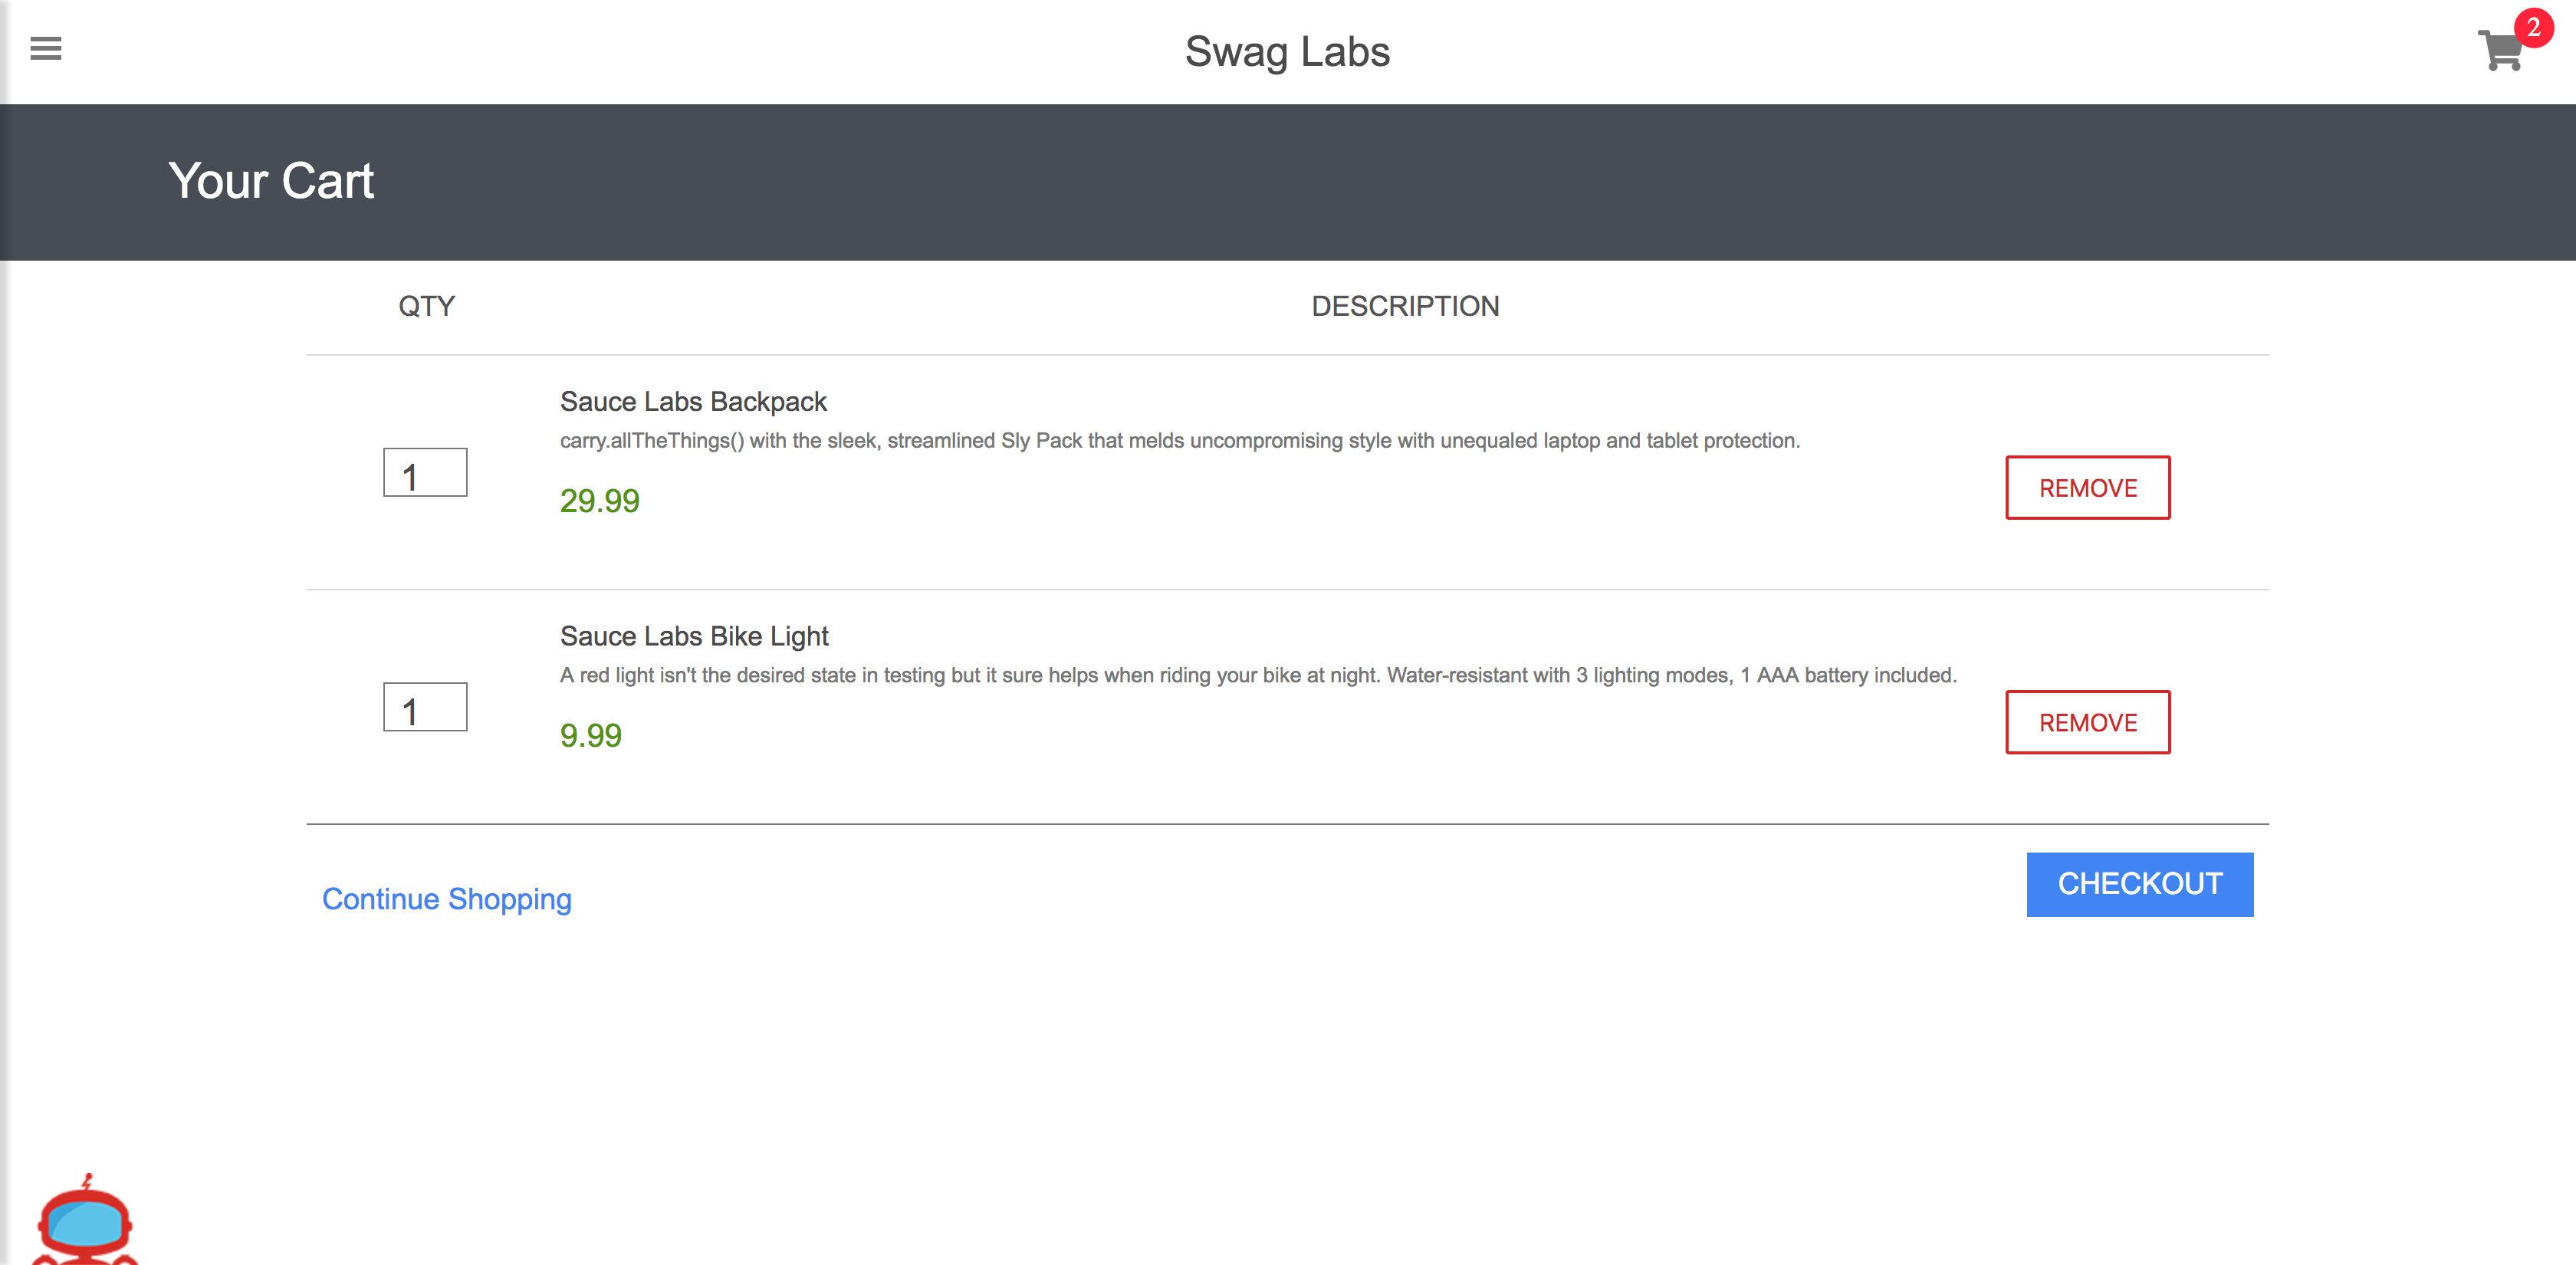 Swag Labs
2
Your Cart
QTY DESCRIPTION
Sauce Labs Backpack
carry.allTheThings() with the sleek, streamlined Sly Pack that melds uncompromising style with unequaled laptop and tablet protection.
1
29.99
REMOVE
Sauce Labs Bike Light
A red light isn't the desired state in testing but it sure helps when riding your bike at night. Water-resistant with 3 lighting modes, 1 AAA battery included.
1
9.99
REMOVE
Continue Shopping
CHECKOUT